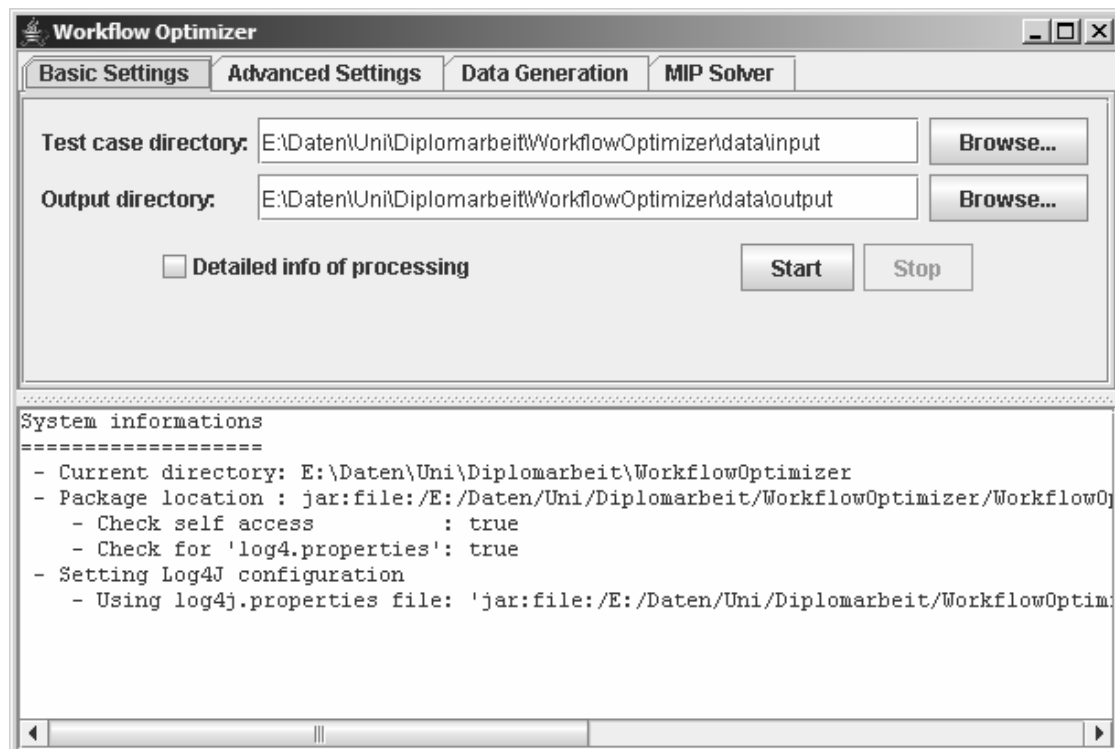 Workflow Optimizer
Basic Settings Advanced Settings Data Generation MIP Solver
Test case directory: E:\Daten\Uni\Diplomarbeit\WorkflowOptimizer\data\input Browse...
Output directory: E:\Daten\Uni\Diplomarbeit\WorkflowOptimizer\data\output Browse...
Detailed info of processing Start Stop
System informations
===================
- Current directory: E:\Daten\Uni\Diplomarbeit\WorkflowOptimizer
- Package location : jar:file:/E:/Daten/Uni/Diplomarbeit/WorkflowOptimizer/WorkflowOp
- Check self access : true
- Check for 'log4.properties': true
- Setting Log4J configuration
- Using log4j.properties file: 'jar:file:/E:/Daten/Uni/Diplomarbeit/WorkflowOptim